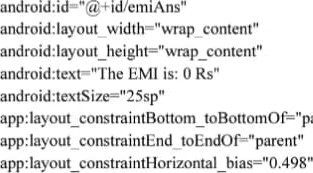 android:id="@+id/emiAns"
android:layout_width="wrap_content"
android:layout_height="wrap_content"
android:text="The EMI is: 0 Rs"
android:textSize="25sp"
app:layout_constraintBottom_toBottomOf="pa
app:layout_constraintEnd_toEndOf="parent"
app:layout_constraintHorizontal_bias="0.498"